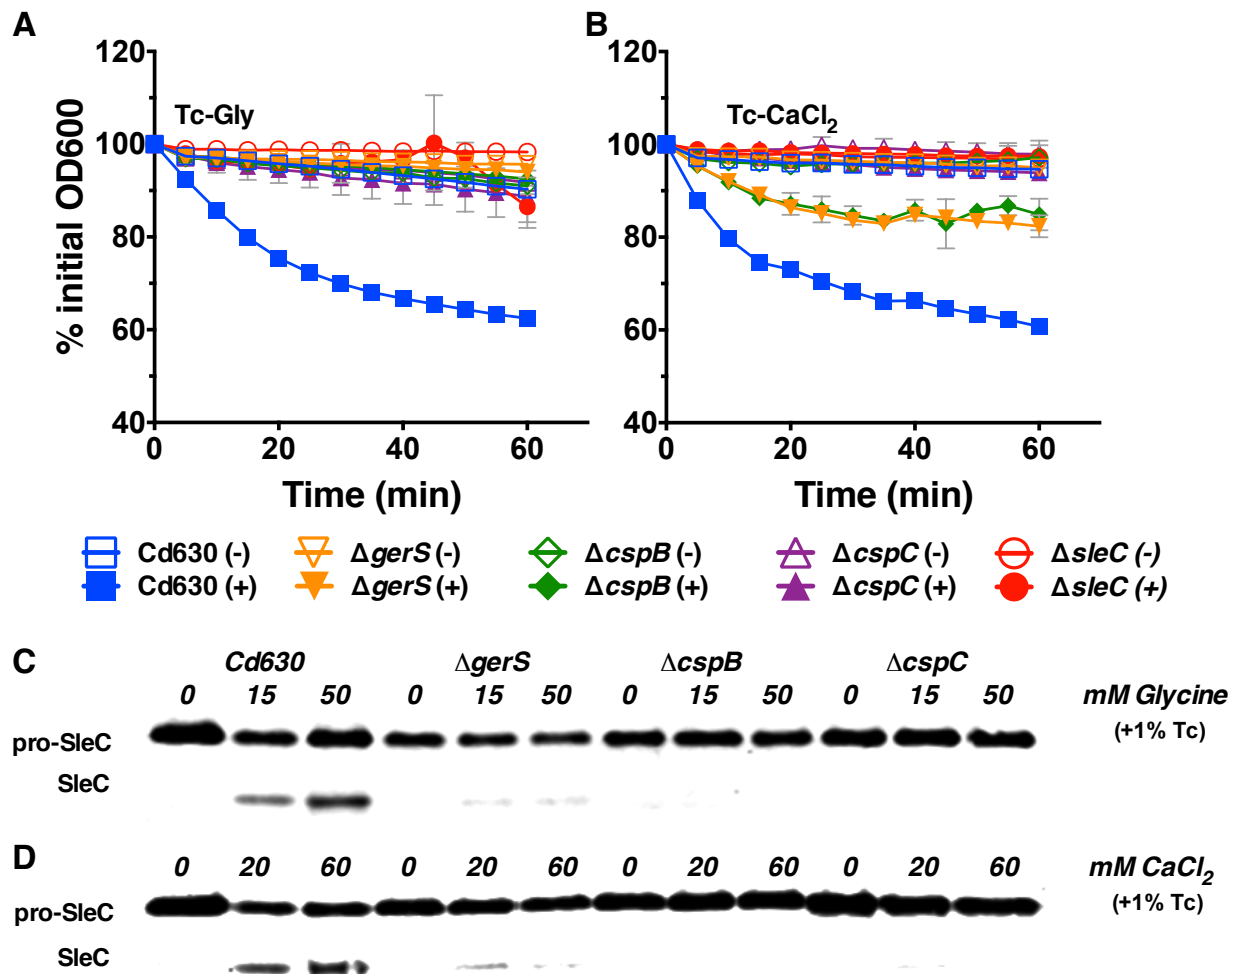 A
B
120
100
80
60
40
0
20
40
60
% initial OD600
Tc-Gly
Time (min)
120
100
80
60
40
0
20
40
60
Tc-CaCl2
Time (min)
Cd630 (-)
ΔgerS (-)
ΔcspB (-)
ΔcspC (-)
ΔsleC (-)
Cd630 (+)
ΔgerS (+)
ΔcspB (+)
ΔcspC (+)
ΔsleC (+)
C
Cd630 ΔgerS ΔcspB ΔcspC
0 15 50 0 15 50 0 15 50 0 15 50 mM Glycine
(+1% Tc)
pro-SleC
SleC
D
0 20 60 0 20 60 0 20 60 0 20 60 mM CaCl2
(+1% Tc)
pro-SleC
SleC